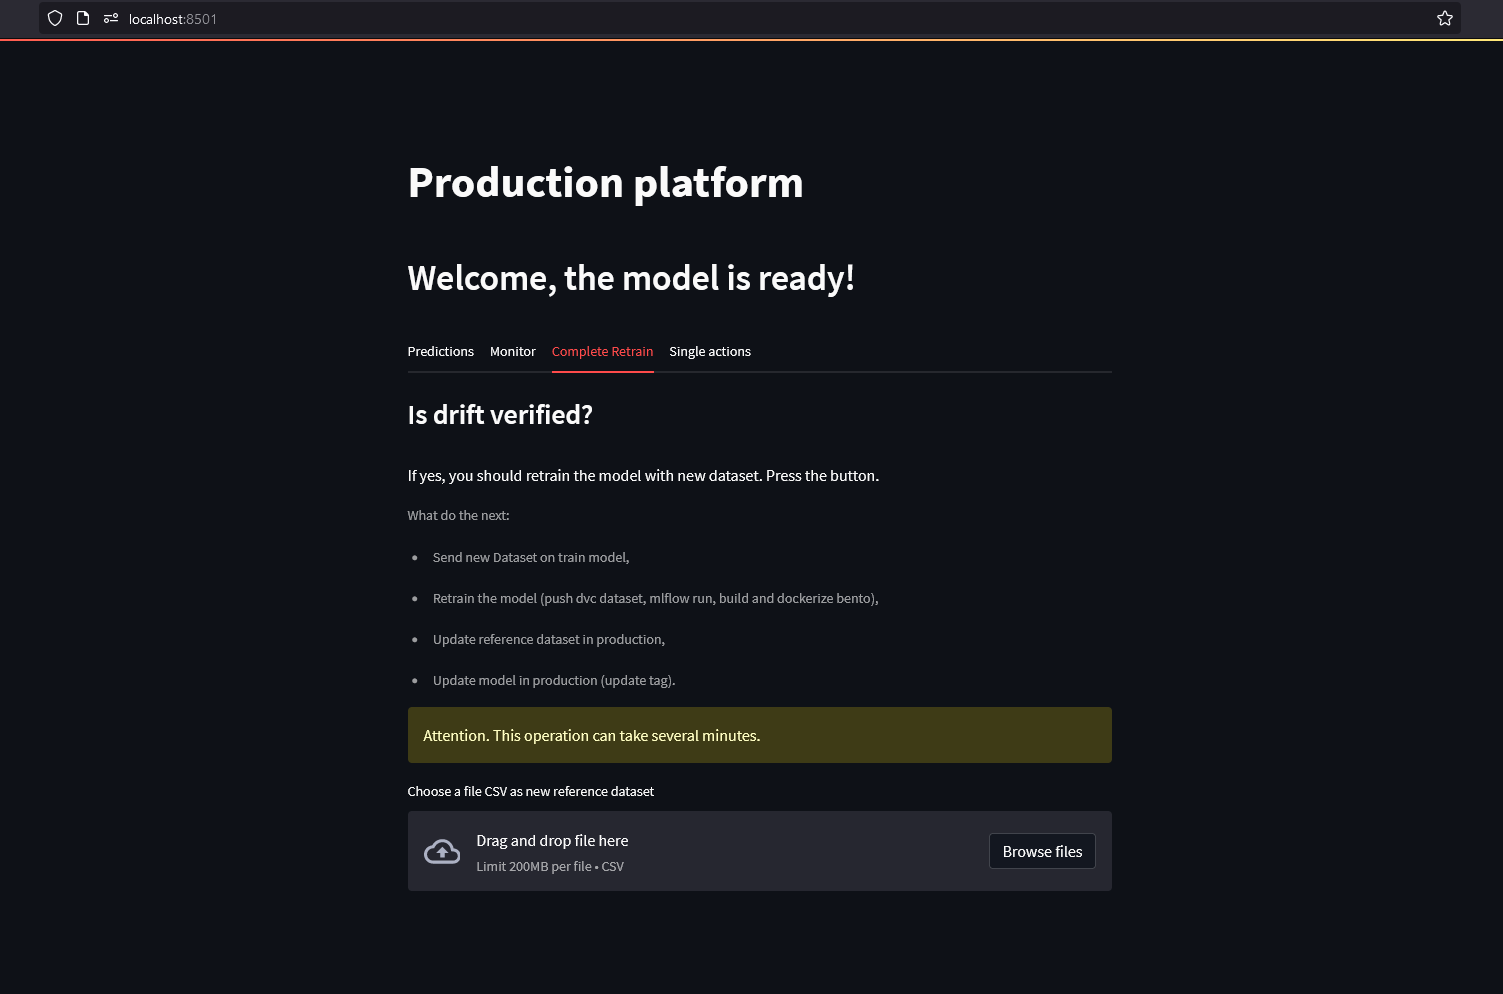 localhost:8501
Production platform
Welcome, the model is ready!
Predictions Monitor Complete Retrain Single actions
Is drift verified?
If yes, you should retrain the model with new dataset. Press the button.
What do the next:
• Send new Dataset on train model,
• Retrain the model (push dvc dataset, mlflow run, build and dockerize bento),
• Update reference dataset in production,
• Update model in production (update tag).
Attention. This operation can take several minutes.
Choose a file CSV as new reference dataset
Drag and drop file here
Limit 200MB per file • CSV
Browse files